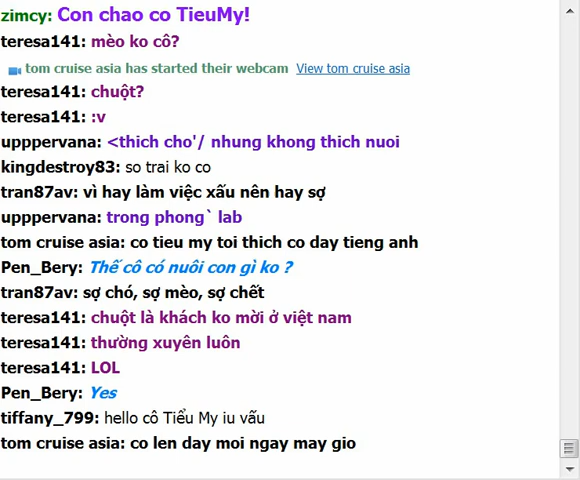 zimcy: Con chao co TieuMy!
teresa141: mèo ko cô?
tom cruise asia has started their webcam View tom cruise asia
teresa141: chuột?
teresa141: :v
upppervana: <thich cho'/ nhung khong thich nuoi
kingdestroy83: so trai ko co
tran87av: vì hay làm việc xấu nên hay sợ
upppervana: trong phong` lab
tom cruise asia: co tieu my toi thich co day tieng anh
Pen_Bery: Thế cô có nuôi con gì ko ?
tran87av: sợ chó, sợ mèo, sợ chết
teresa141: chuột là khách ko mời ở việt nam
teresa141: thường xuyên luôn
teresa141: LOL
Pen_Bery: Yes
tiffany_799: hello cô Tiểu My iu vấu
tom cruise asia: co len day moi ngay may gio